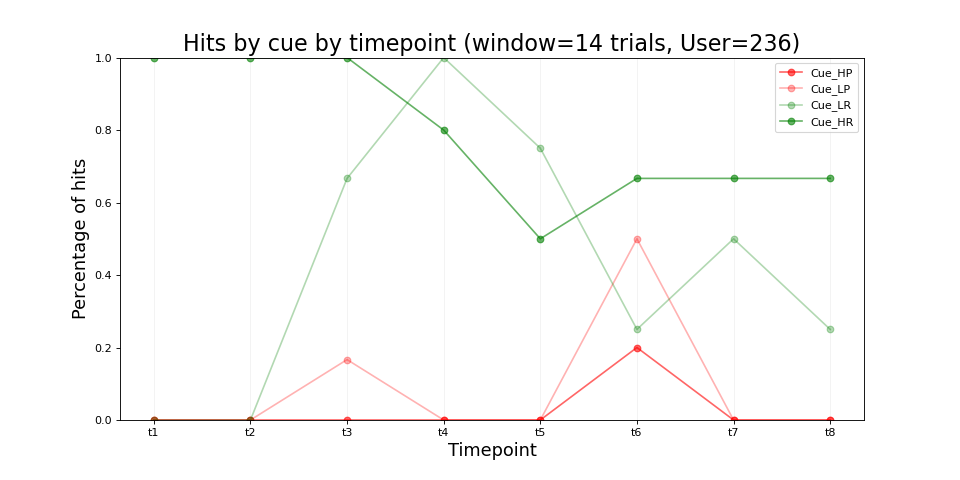 Hits by cue by timepoint (window=14 trials, User=236)
Percentage of hits
1.0
0.8
0.6
0.4
0.2
0.0
Cue_HP
Cue_LP
Cue_LR
Cue_HR
t1 t2 t3 t4 t5 t6 t7 t8
Timepoint